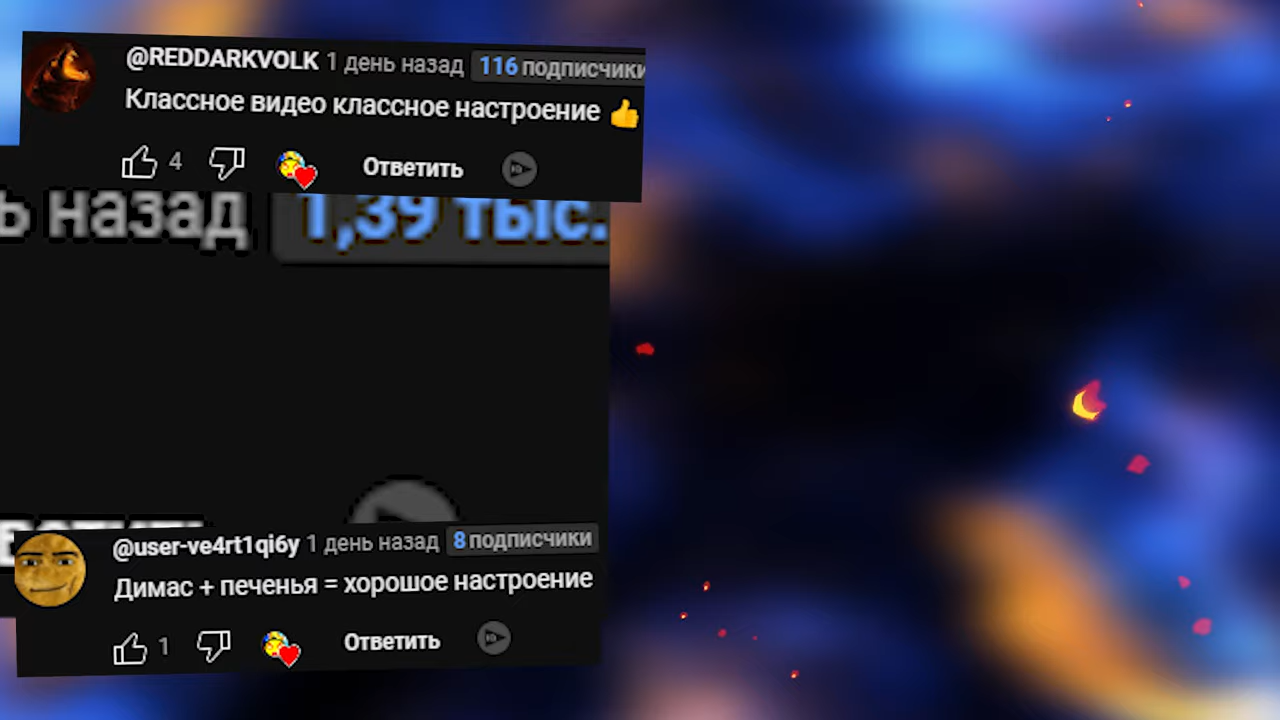 @REDDARKVOLK 1 день назад 116 подписчики
Классное видео классное настроение 👍
4 Ответить
ь назад 1,39 тыс.
@user-ve4rt1qi6y 1 день назад 8 подписчики
Димас + печенья = хорошое настроение
1 Ответить